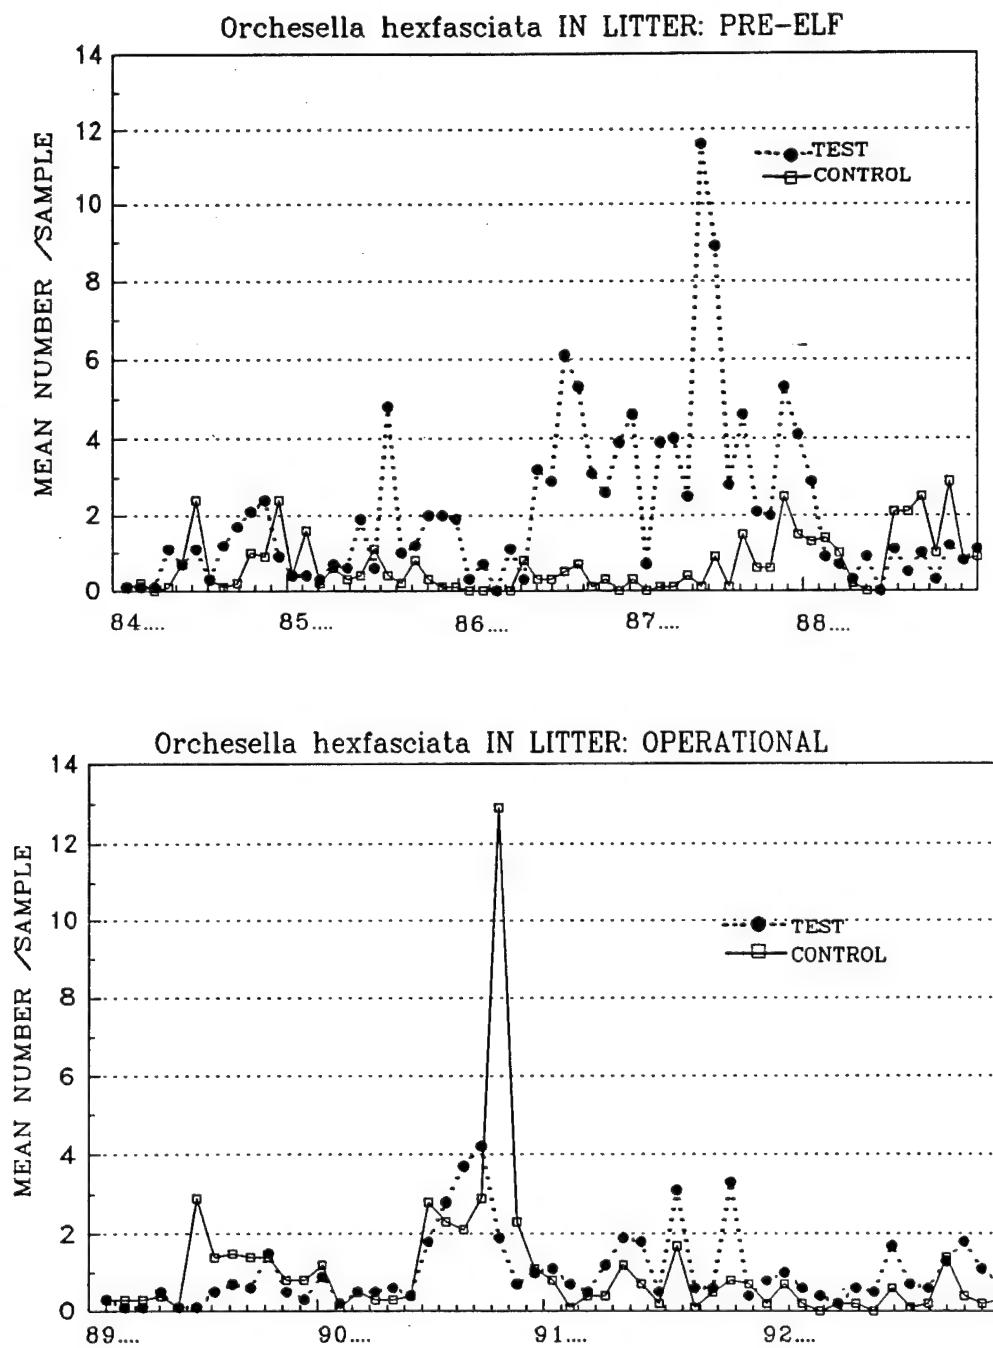 Orchesella hexfasciata IN LITTER: PRE-ELF
14
12
10
8
6
4
2
0
MEAN NUMBER /SAMPLE
TEST
CONTROL
84.... 85.... 86.... 87.... 88....
Orchesella hexfasciata IN LITTER: OPERATIONAL
14
12
10
8
6
4
2
0
MEAN NUMBER /SAMPLE
TEST
CONTROL
89.... 90.... 91.... 92....